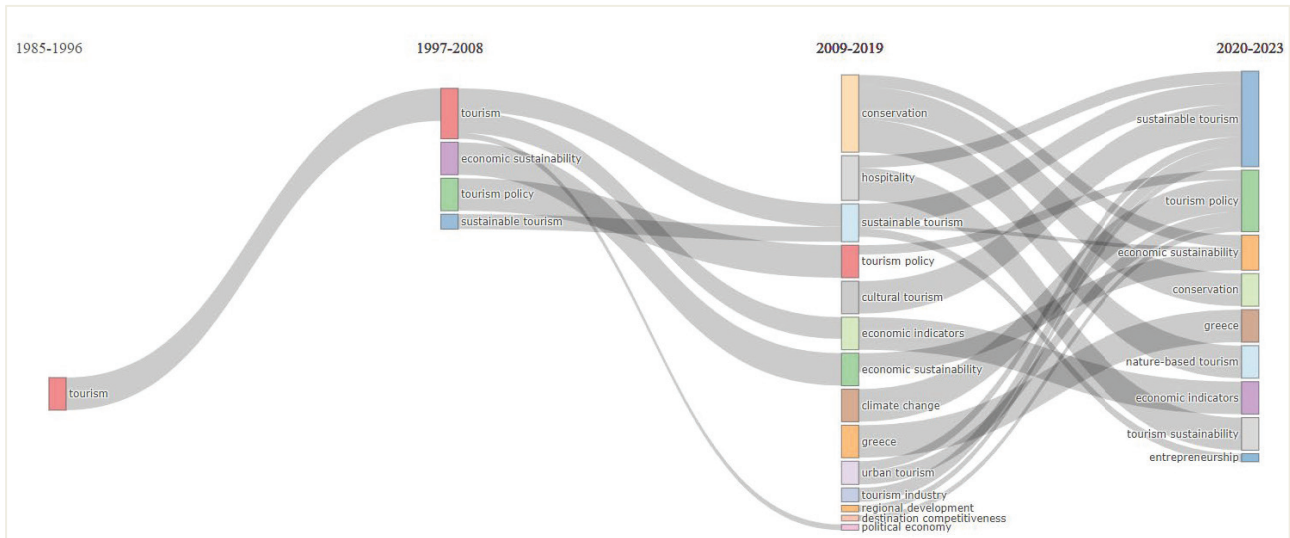 1985-1996
tourism
1997-2008
tourism
economic sustainability
tourism policy
sustainable tourism
2009-2019
conservation
hospitality
sustainable tourism
tourism policy
cultural tourism
economic indicators
economic sustainability
climate change
greece
urban tourism
tourism industry
regional development
destination competitiveness
political economy
2020-2023
sustainable tourism
tourism policy
economic sustainability
conservation
greece
nature-based tourism
economic indicators
tourism sustainability
entrepreneurship